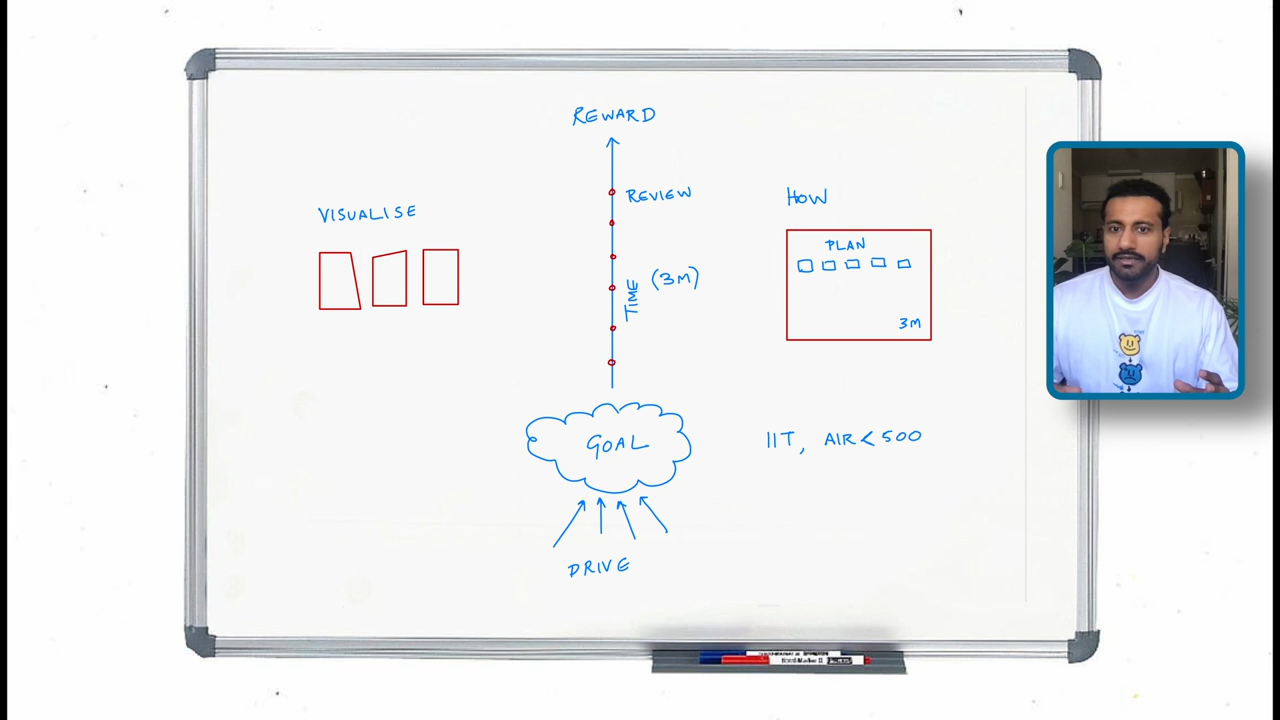 REWARD
REVIEW
HOW
VISUALISE
PLAN
TIME (3M)
3M
GOAL
IIT, AIR < 500
DRIVE